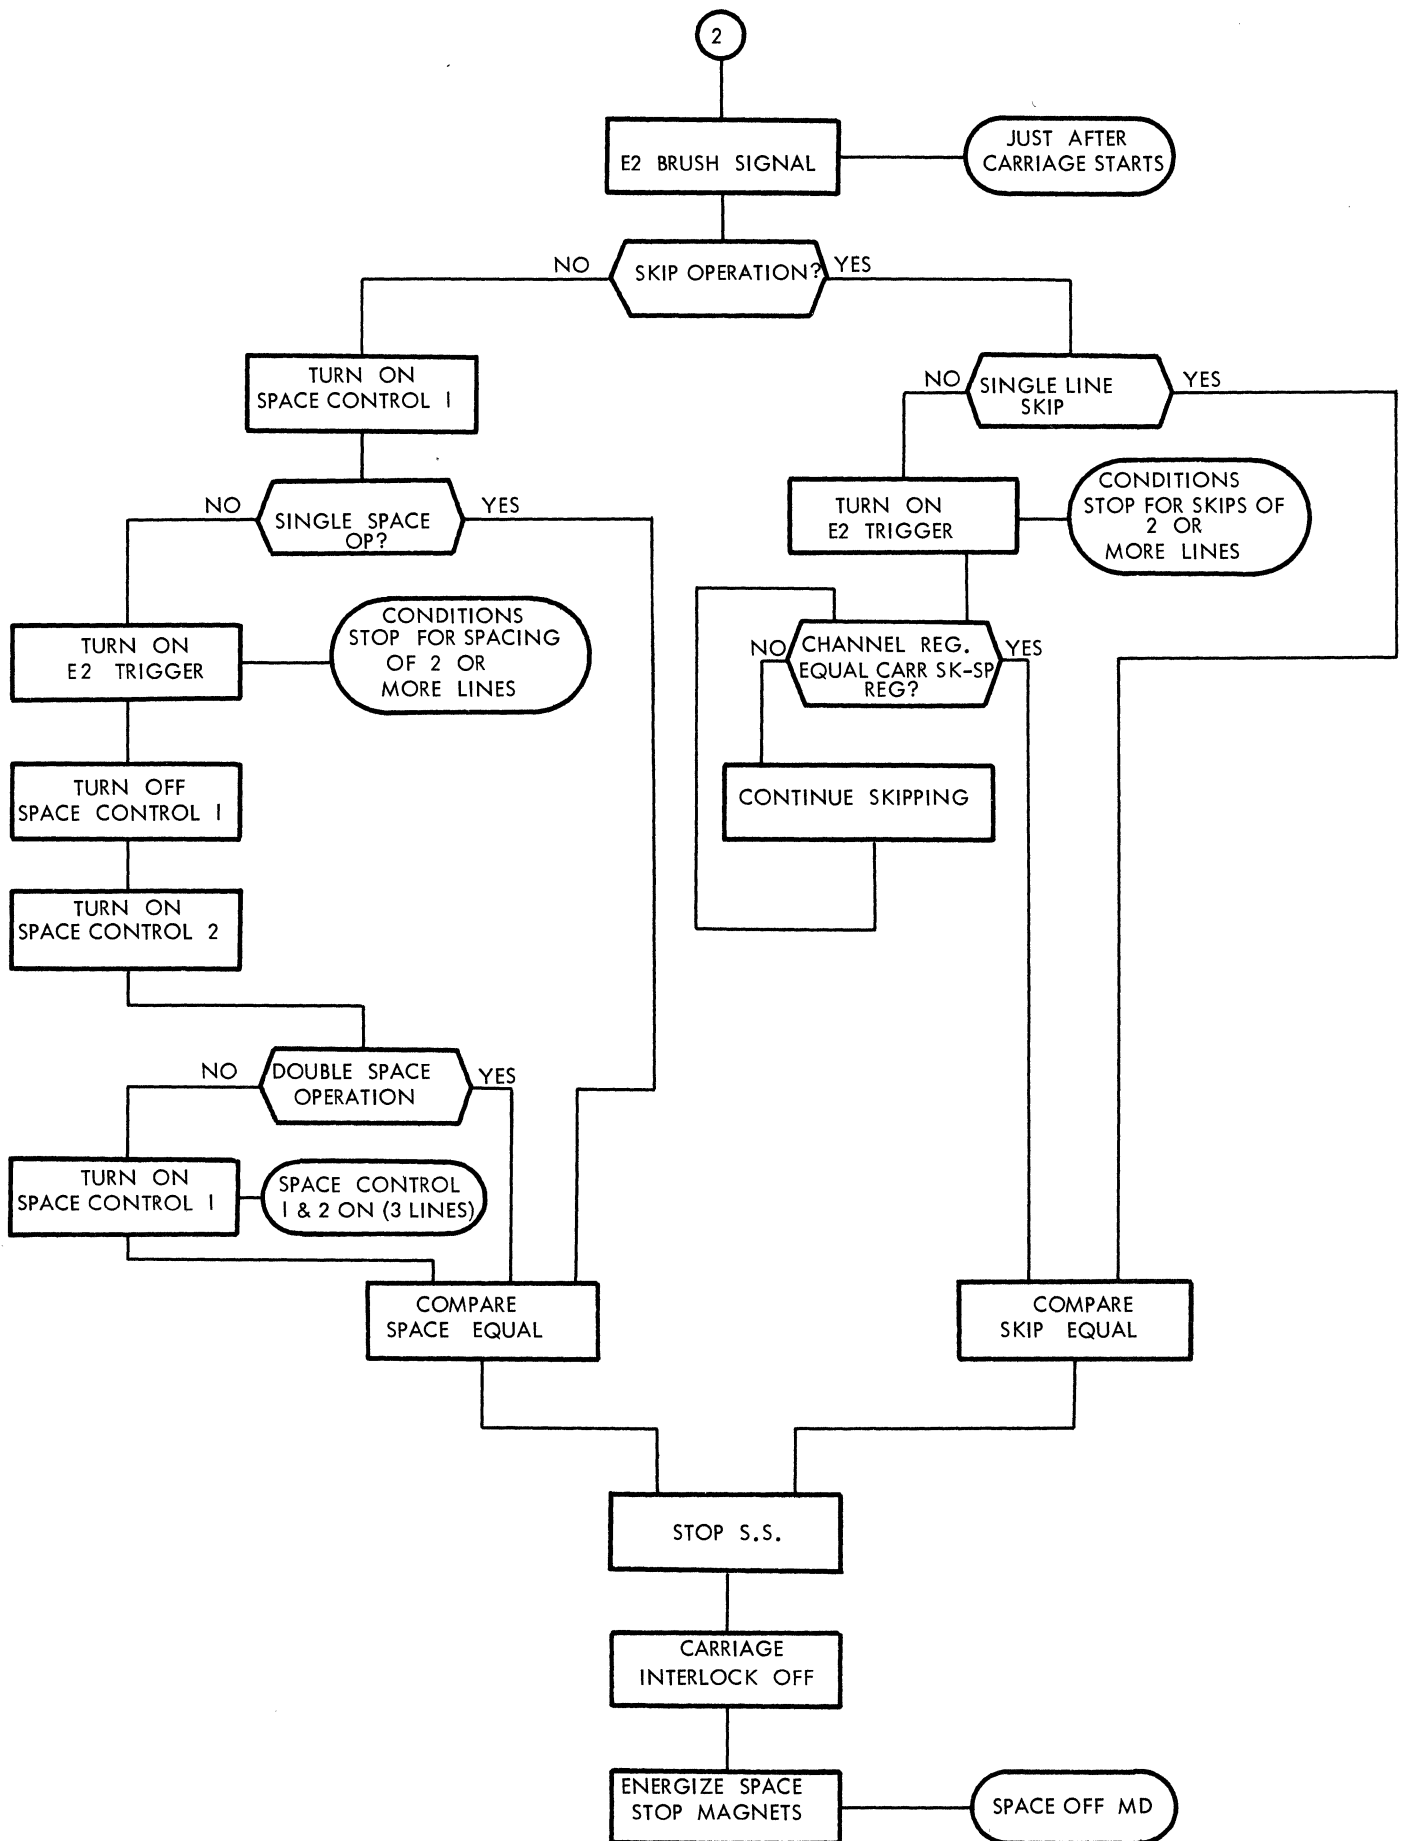 2
E2 BRUSH SIGNAL
JUST AFTER
CARRIAGE STARTS
NO
SKIP OPERATION?
YES
TURN ON
SPACE CONTROL 1
NO
SINGLE LINE
SKIP
YES
NO
SINGLE SPACE
OP?
YES
TURN ON
E2 TRIGGER
CONDITIONS
STOP FOR SKIPS OF
2 OR
MORE LINES
TURN ON
E2 TRIGGER
CONDITIONS
STOP FOR SPACING
OF 2 OR
MORE LINES
NO
CHANNEL REG.
EQUAL CARR SK-SP
REG?
YES
TURN OFF
SPACE CONTROL 1
CONTINUE SKIPPING
TURN ON
SPACE CONTROL 2
NO
DOUBLE SPACE
OPERATION
YES
TURN ON
SPACE CONTROL 1
SPACE CONTROL
1 & 2 ON (3 LINES)
COMPARE
SPACE EQUAL
COMPARE
SKIP EQUAL
STOP S.S.
CARRIAGE
INTERLOCK OFF
ENERGIZE SPACE
STOP MAGNETS
SPACE OFF MD